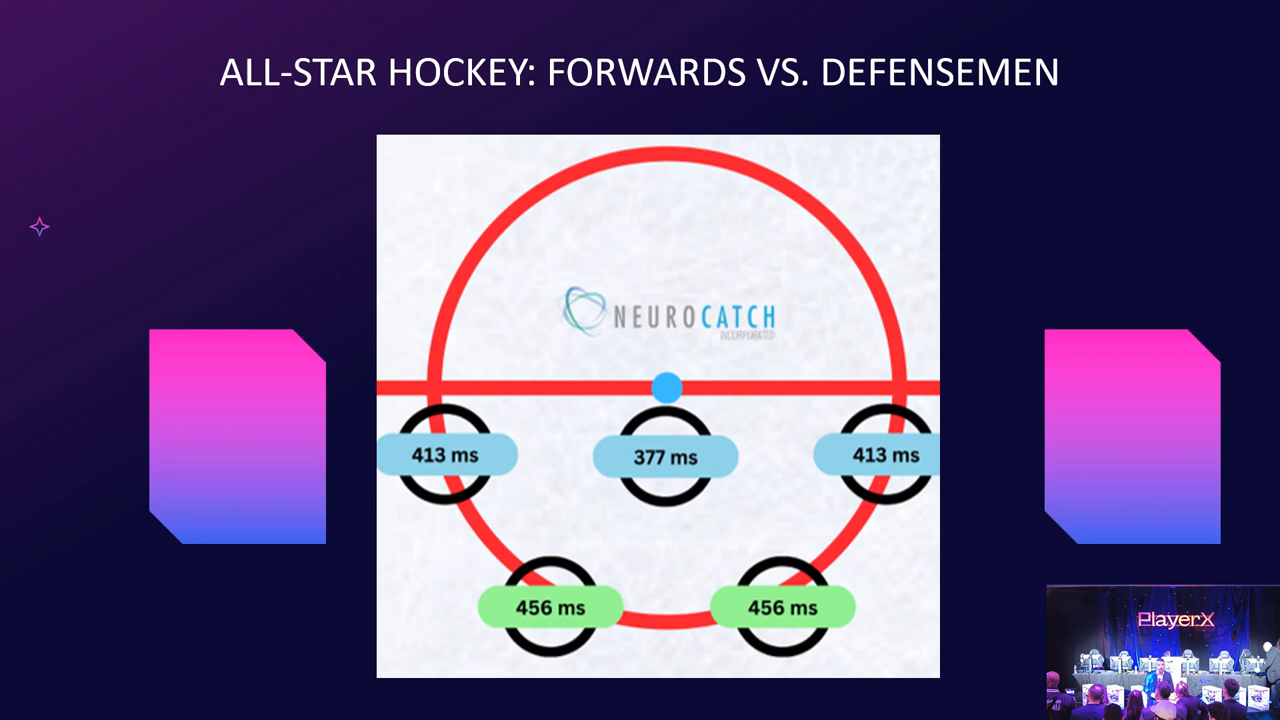 ALL-STAR HOCKEY: FORWARDS VS. DEFENSEMEN
NEUROCATCH
INCORPORATED
413 ms
377 ms
413 ms
456 ms
456 ms
PlayerX